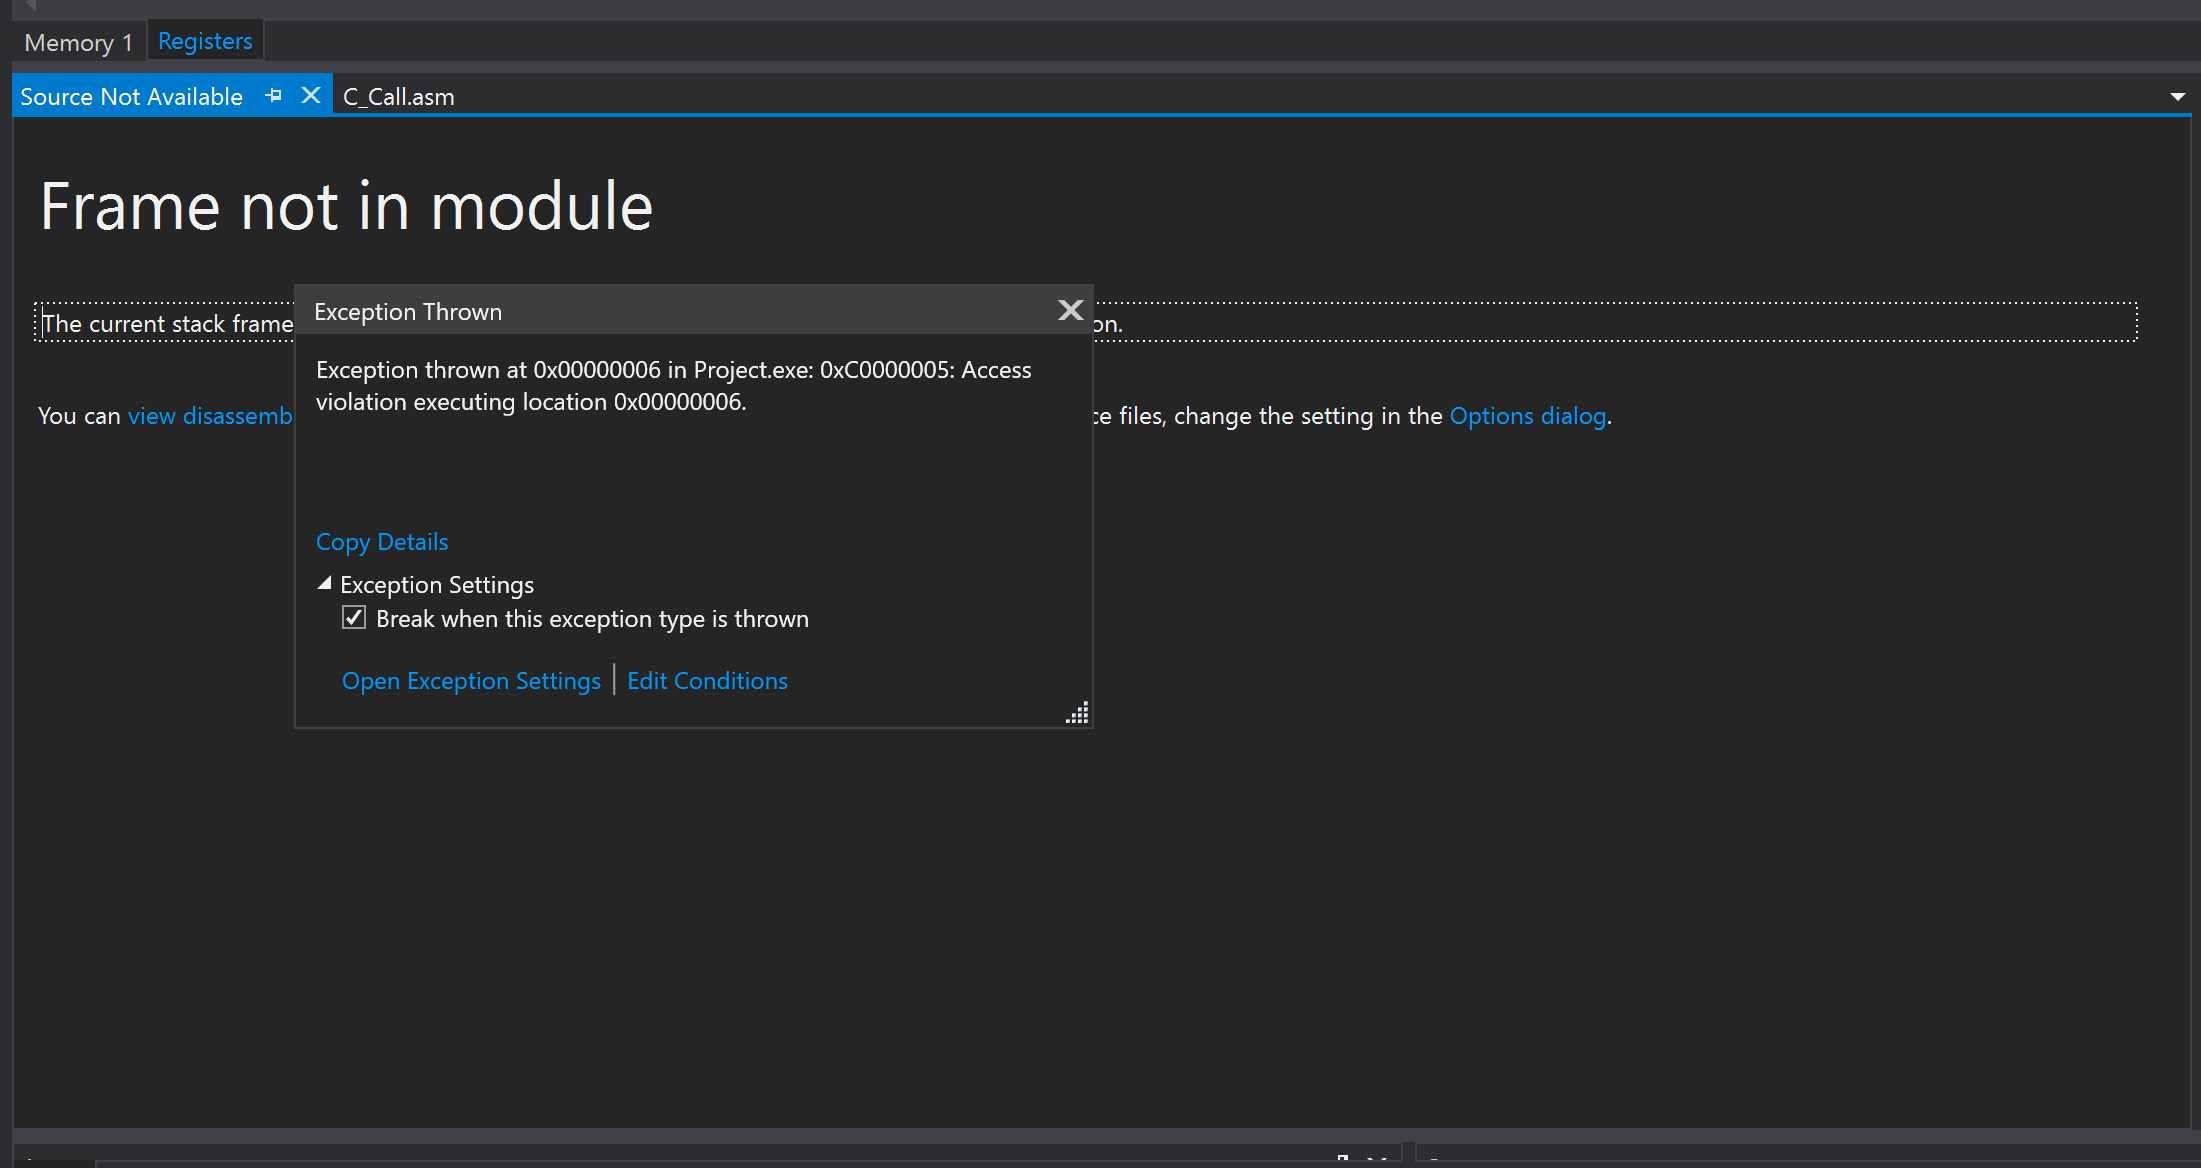 Memory 1 Registers
Source Not Available C_Call.asm
Frame not in module
The current stack frame on.
Exception Thrown
Exception thrown at 0x00000006 in Project.exe: 0xC0000005: Access
violation executing location 0x00000006.
You can view disassemb ce files, change the setting in the Options dialog.
Copy Details
Exception Settings
Break when this exception type is thrown
Open Exception Settings | Edit Conditions